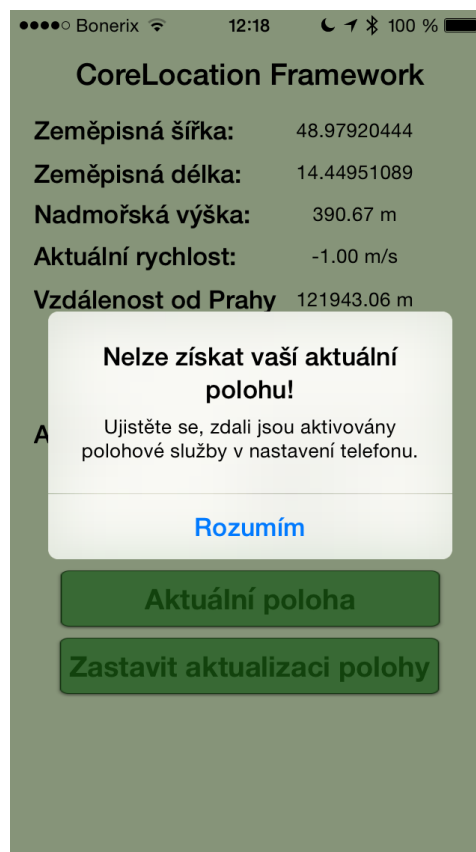 Bonerix 12:18 100 %
CoreLocation Framework
Zeměpisná šířka: 48.97920444
Zeměpisná délka: 14.44951089
Nadmořská výška: 390.67 m
Aktuální rychlost: -1.00 m/s
Vzdálenost od Prahy 121943.06 m
Nelze získat vaší aktuální
polohu!
Ujistěte se, zdali jsou aktivovány
polohové služby v nastavení telefonu.
Rozumím
Aktuální poloha
Zastavit aktualizaci polohy